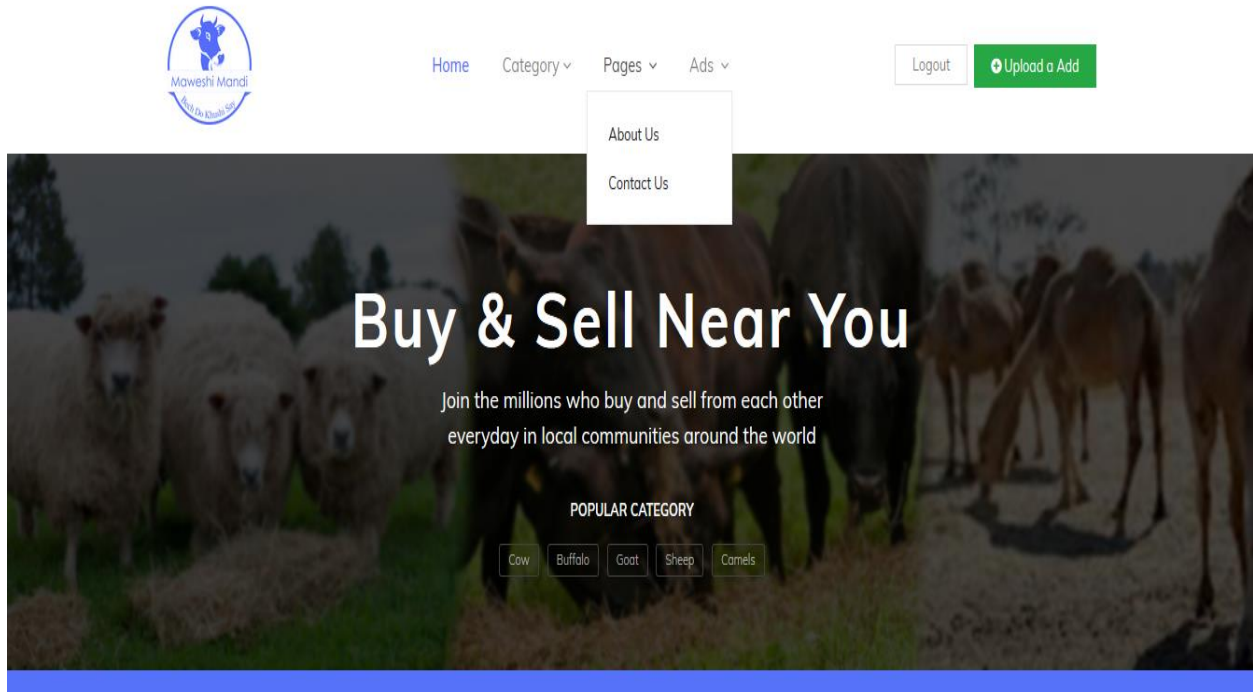 Maweshi Mandi
Bech Do Khushi Say
Home Category Pages Ads Logout Upload a Add
About Us
Contact Us
Buy & Sell Near You
Join the millions who buy and sell from each other
everyday in local communities around the world
POPULAR CATEGORY
Cow Buffalo Goat Sheep Camels